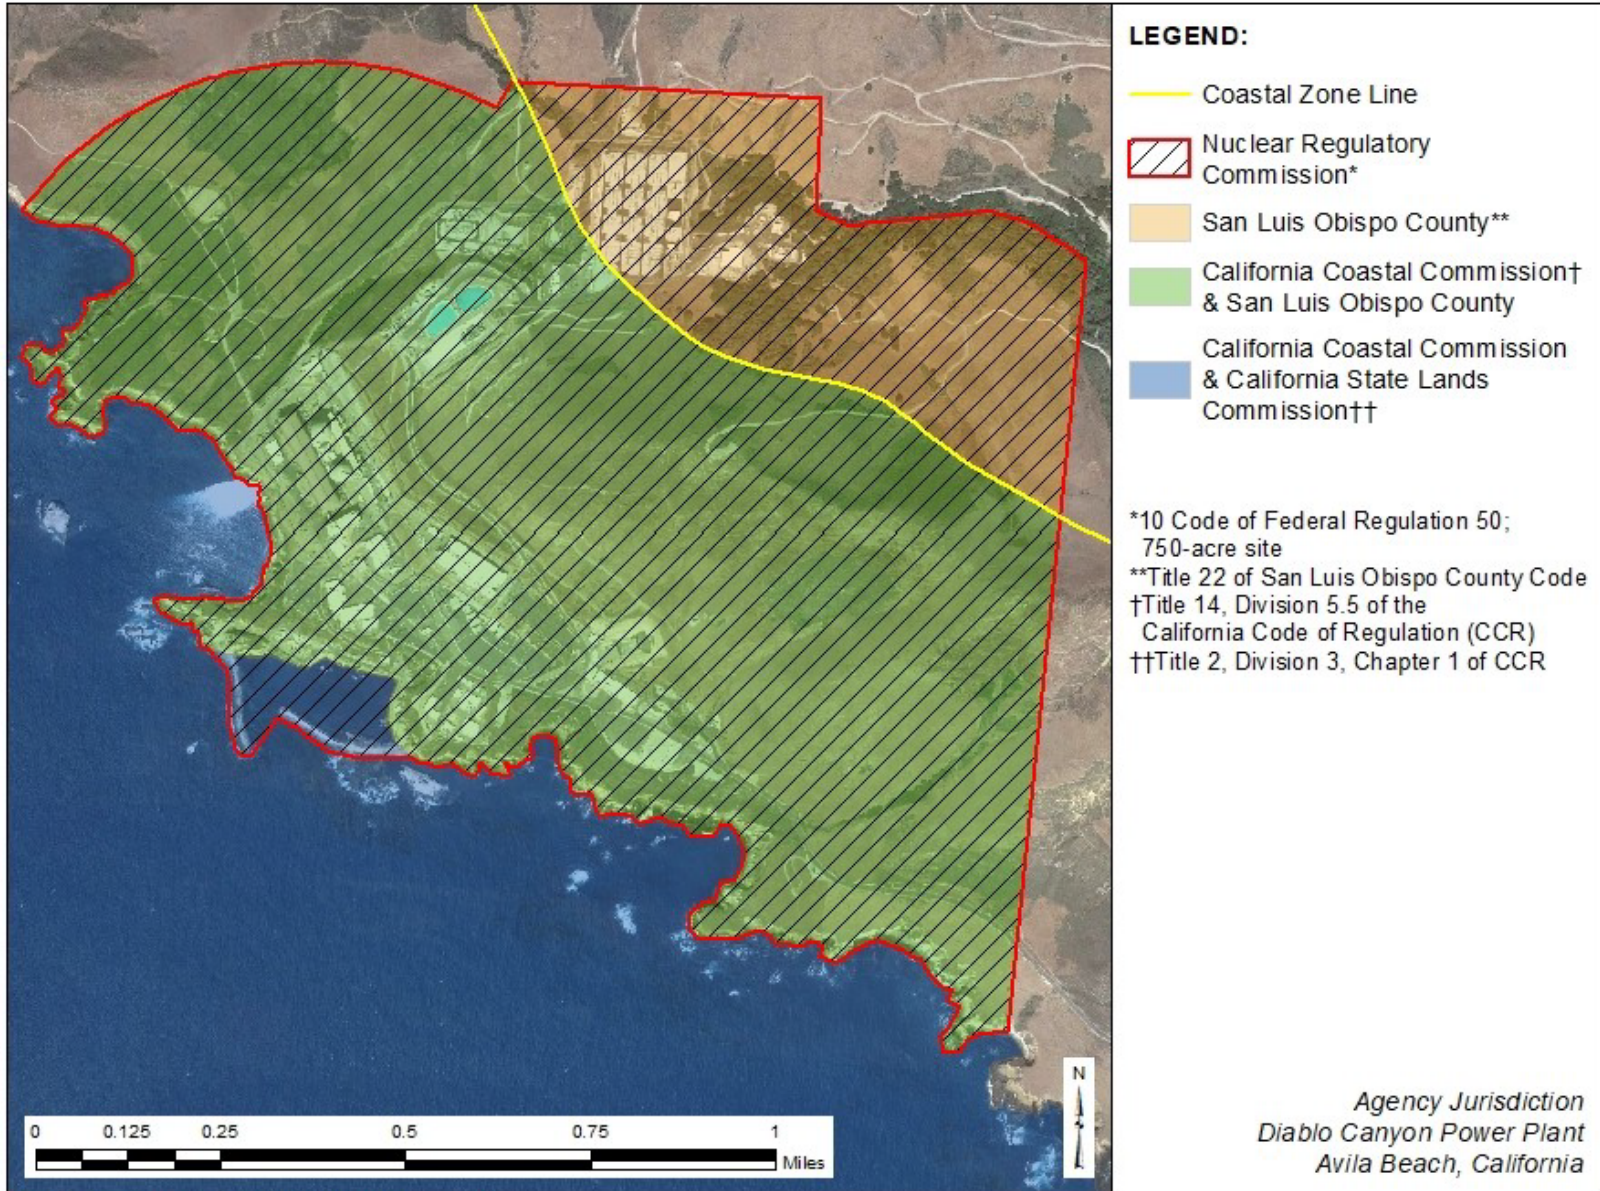 LEGEND:
Coastal Zone Line
Nuclear Regulatory
Commission*
San Luis Obispo County**
California Coastal Commission†
& San Luis Obispo County
California Coastal Commission
& California State Lands
Commission††
*10 Code of Federal Regulation 50;
750-acre site
**Title 22 of San Luis Obispo County Code
†Title 14, Division 5.5 of the
California Code of Regulation (CCR)
††Title 2, Division 3, Chapter 1 of CCR
N
0 0.125 0.25 0.5 0.75 1
Miles
Agency Jurisdiction
Diablo Canyon Power Plant
Avila Beach, California